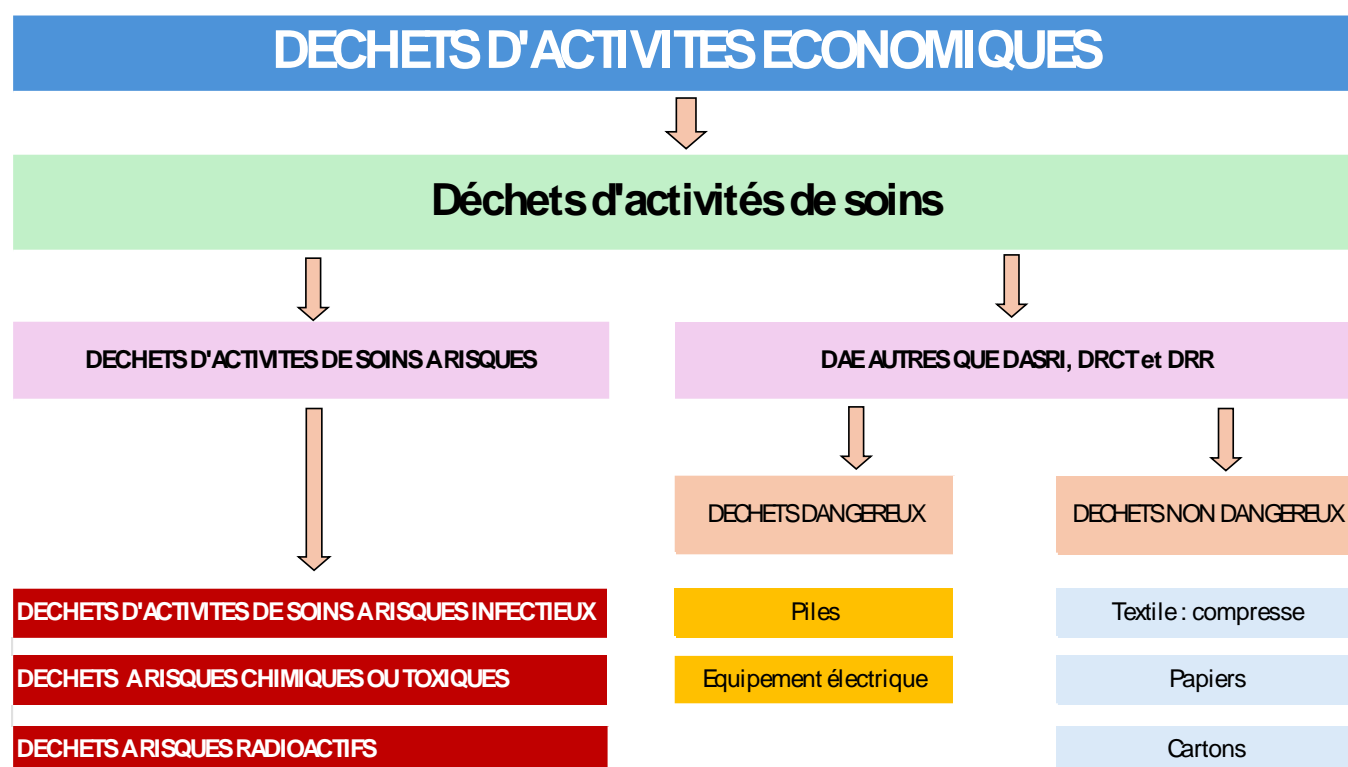 DECHETS D'ACTIVITES ECONOMIQUES
Déchets d'activités de soins
DECHETS D'ACTIVITES DE SOINS A RISQUES
DAE AUTRES QUE DASRI, DRCT et DRR
DECHETS DANGEREUX
DECHETS NON DANGEREUX
DECHETS D'ACTIVITES DE SOINS A RISQUES INFECTIEUX
Piles
Textile : compresse
DECHETS A RISQUES CHIMIQUES OU TOXIQUES
Equipement électrique
Papiers
DECHETS A RISQUES RADIOACTIFS
Cartons